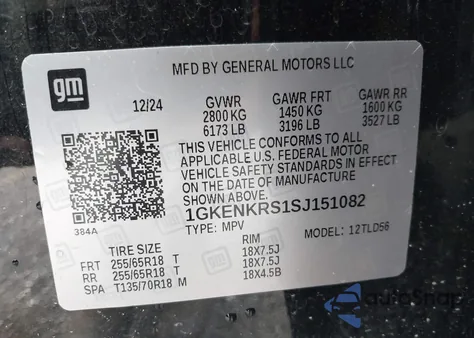 MFD BY GENERAL MOTORS LLC
gm
12/24 GVWR GAWR FRT GAWR RR
2800 KG 1450 KG 1600 KG
6173 LB 3196 LB 3527 LB
THIS VEHICLE CONFORMS TO ALL
APPLICABLE U.S. FEDERAL MOTOR
VEHICLE SAFETY STANDARDS IN
EFFECT ON THE DATE OF MANUFACTURE
SHOWN ABOVE.
1GKENKRS1SJ151082
384A
TYPE: MPV MODEL: 12TLD56
TIRE SIZE RIM
FRT 255/65R18 T 18X7.5J
RR 255/65R18 T 18X7.5J
SPA T135/70R18 M 18X4.5B
autoSnap